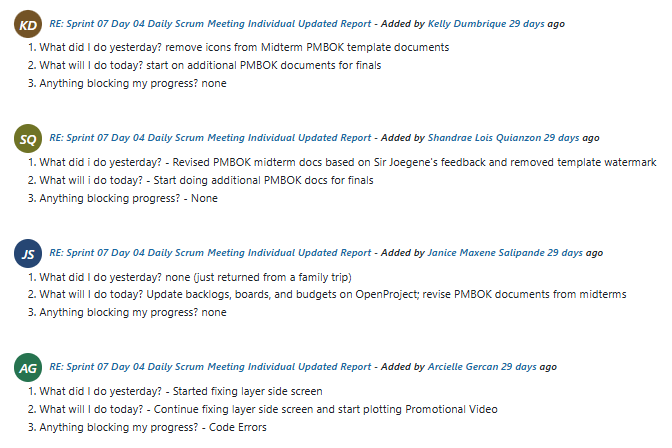 KD
RE: Sprint 07 Day 04 Daily Scrum Meeting Individual Updated Report - Added by Kelly Dumbrique 29 days ago
1. What did I do yesterday? remove icons from Midterm PMBOK template documents
2. What will I do today? start on additional PMBOK documents for finals
3. Anything blocking my progress? none
SQ
RE: Sprint 07 Day 04 Daily Scrum Meeting Individual Updated Report - Added by Shandrae Lois Quianzon 29 days ago
1. What did i do yesterday? - Revised PMBOK midterm docs based on Sir Joegene's feedback and removed template watermark
2. What will i do today? - Start doing additional PMBOK docs for finals
3. Anything blocking progress? - None
JS
RE: Sprint 07 Day 04 Daily Scrum Meeting Individual Updated Report - Added by Janice Maxene Salipande 29 days ago
1. What did I do yesterday? none (just returned from a family trip)
2. What will I do today? Update backlogs, boards, and budgets on OpenProject; revise PMBOK documents from midterms
3. Anything blocking my progress? none
AG
RE: Sprint 07 Day 04 Daily Scrum Meeting Individual Updated Report - Added by Arcielle Gercan 29 days ago
1. What did I do yesterday? - Started fixing layer side screen
2. What will I do today? - Continue fixing layer side screen and start plotting Promotional Video
3. Anything blocking my progress? - Code Errors